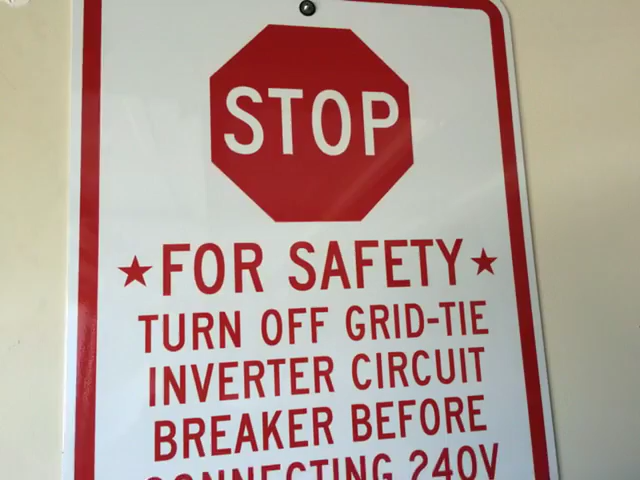 STOP
★FOR SAFETY★
TURN OFF GRID-TIE
INVERTER CIRCUIT
BREAKER BEFORE
CONNECTING 240V